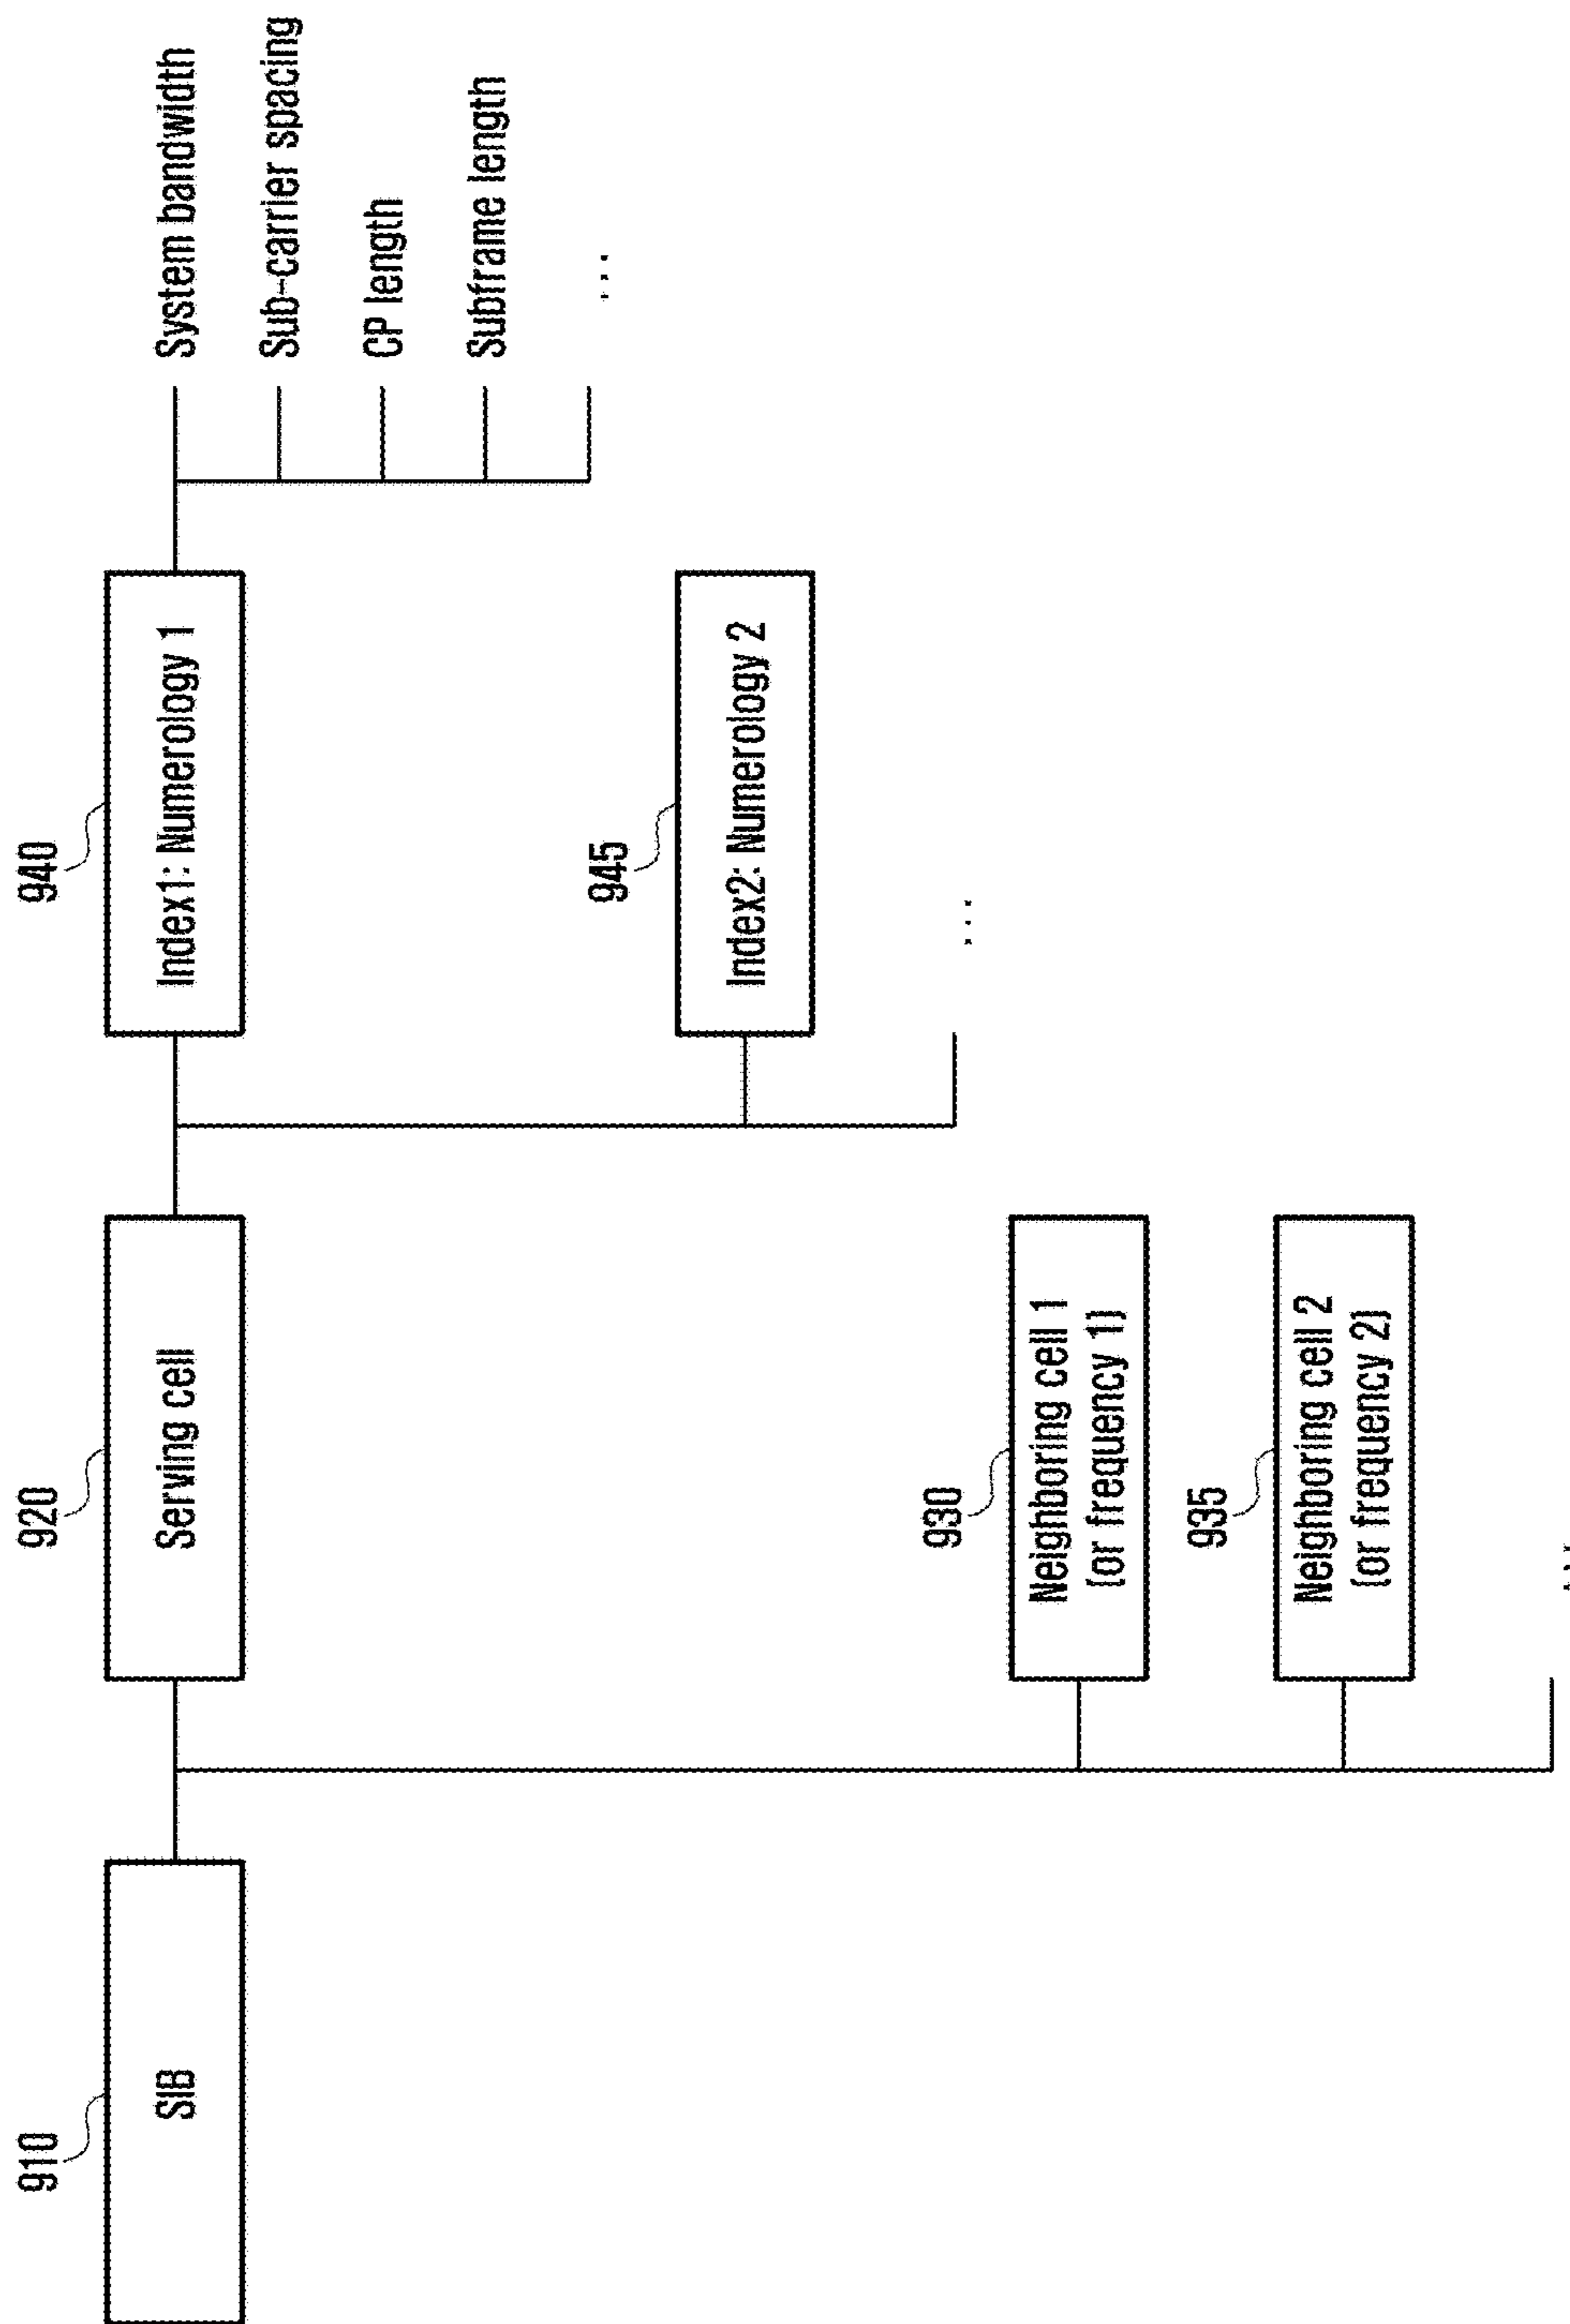 910
SIB
920
Serving cell
930
Neighboring cell 1
(or frequency 1)
935
Neighboring cell 2
(or frequency 2)
...
940
Index1: Numerology 1
945
Index2: Numerology 2
...
System bandwidth
Sub-carrier spacing
CP length
Subframe length
...